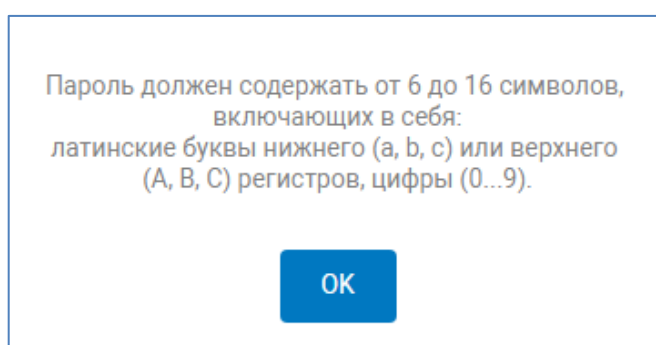 Пароль должен содержать от 6 до 16 символов,
включающих в себя:
латинские буквы нижнего (a, b, c) или верхнего
(A, B, C) регистров, цифры (0...9).
OK